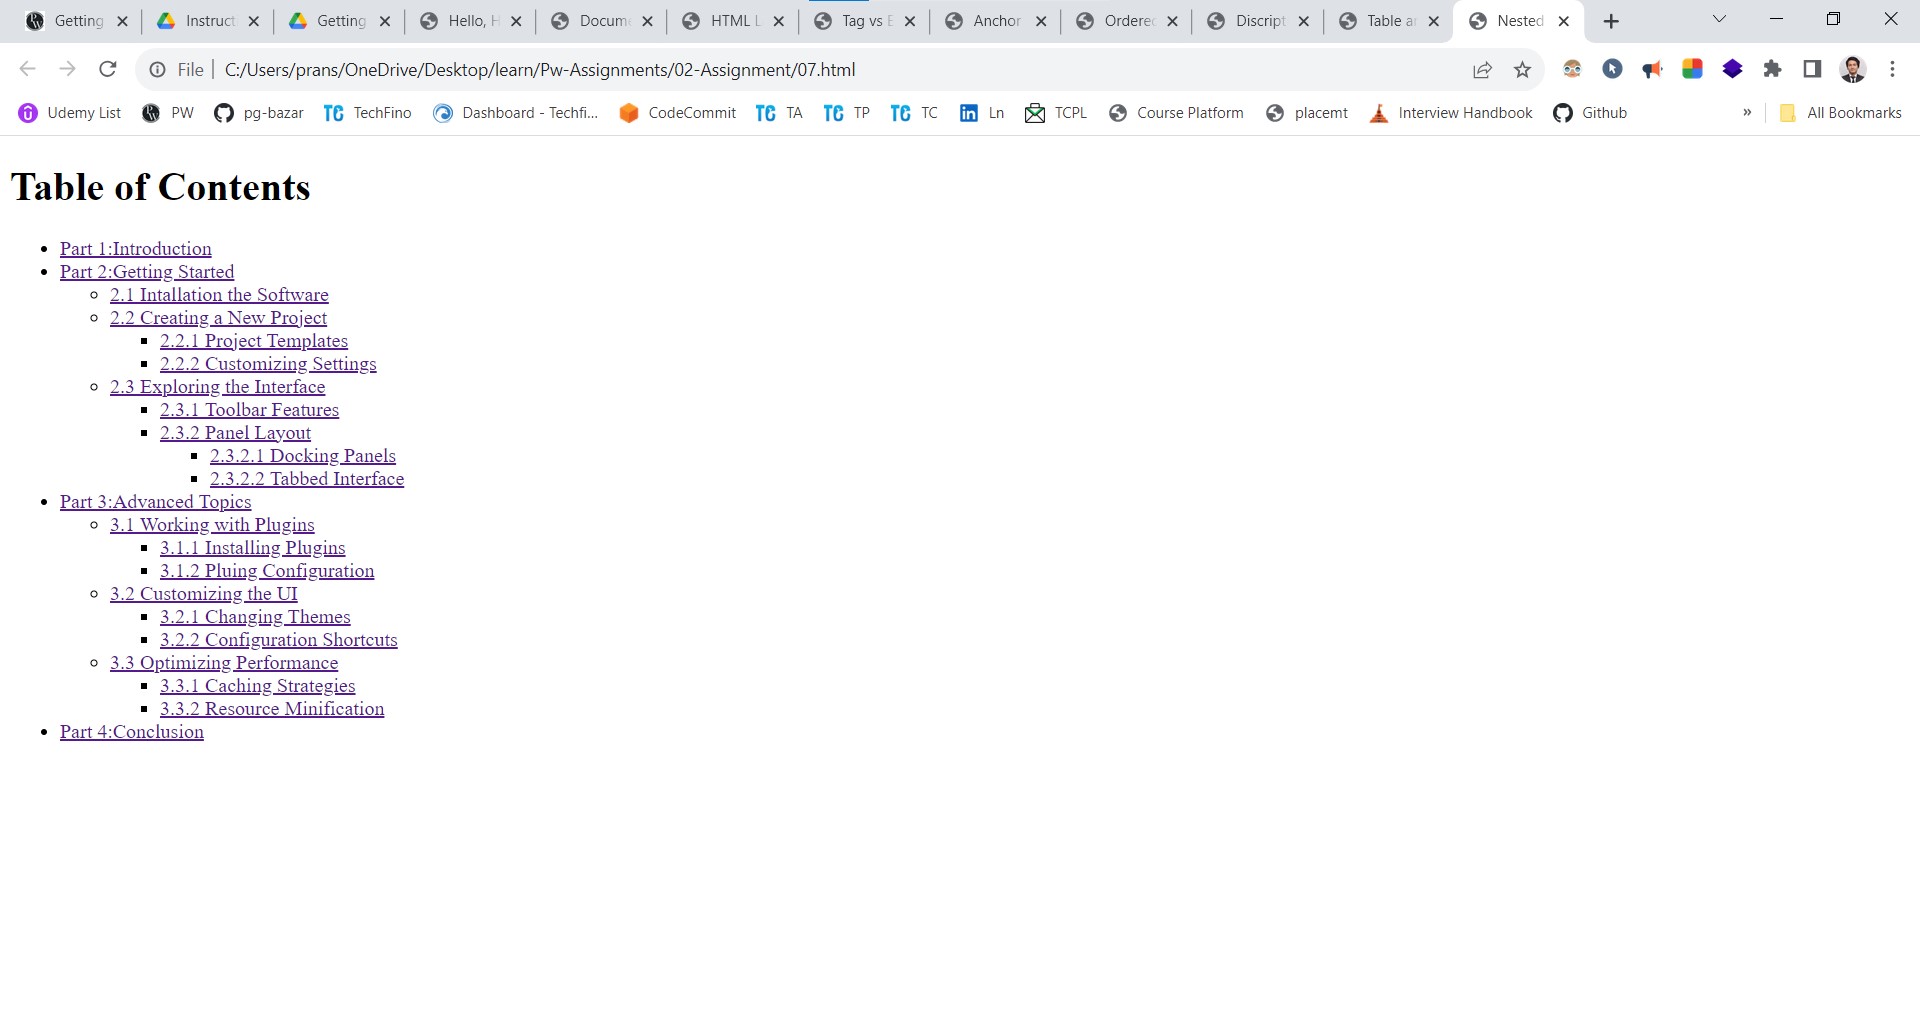 Getting Instruct Getting Hello, H Docume HTML L Tag vs E Anchor Ordered Discript Table ar Nested
File C:/Users/prans/OneDrive/Desktop/learn/Pw-Assignments/02-Assignment/07.html
Udemy List PW pg-bazar TC TechFino Dashboard - Techfi... CodeCommit TC TA TC TP TC TC in Ln TCPL Course Platform placemt Interview Handbook Github » All Bookmarks
Table of Contents
Part 1:Introduction
Part 2:Getting Started
2.1 Intallation the Software
2.2 Creating a New Project
2.2.1 Project Templates
2.2.2 Customizing Settings
2.3 Exploring the Interface
2.3.1 Toolbar Features
2.3.2 Panel Layout
2.3.2.1 Docking Panels
2.3.2.2 Tabbed Interface
Part 3:Advanced Topics
3.1 Working with Plugins
3.1.1 Installing Plugins
3.1.2 Pluing Configuration
3.2 Customizing the UI
3.2.1 Changing Themes
3.2.2 Configuration Shortcuts
3.3 Optimizing Performance
3.3.1 Caching Strategies
3.3.2 Resource Minification
Part 4:Conclusion